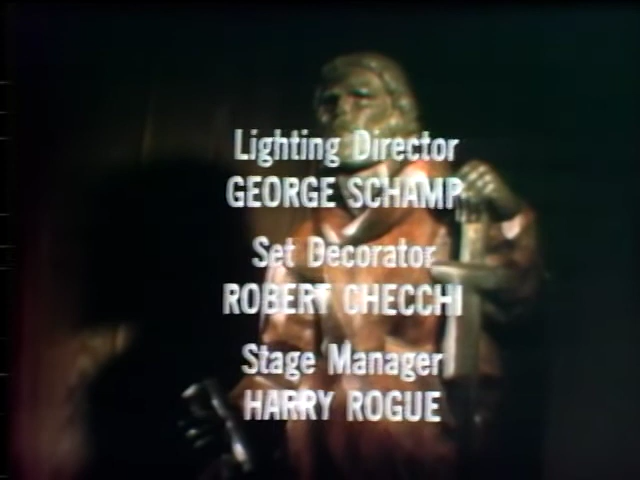 Lighting Director
GEORGE SCHAMP
Set Decorator
ROBERT CHECCHI
Stage Manager
HARRY ROGUE